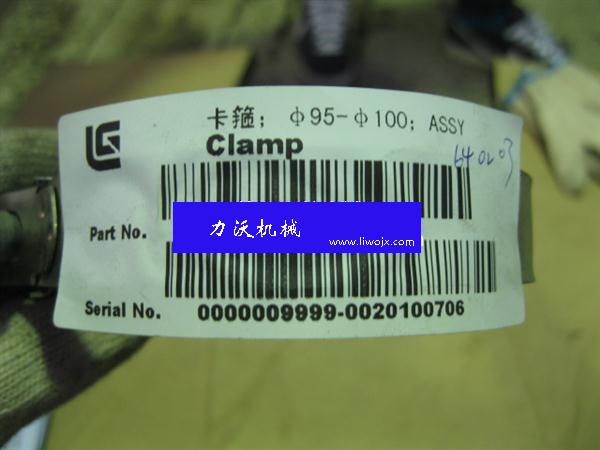 卡箍；Φ95-Φ100；ASSY
Clamp
640203
Part No.
力沃机械
www.liwojx.com
Serial No. 0000009999-0020100706